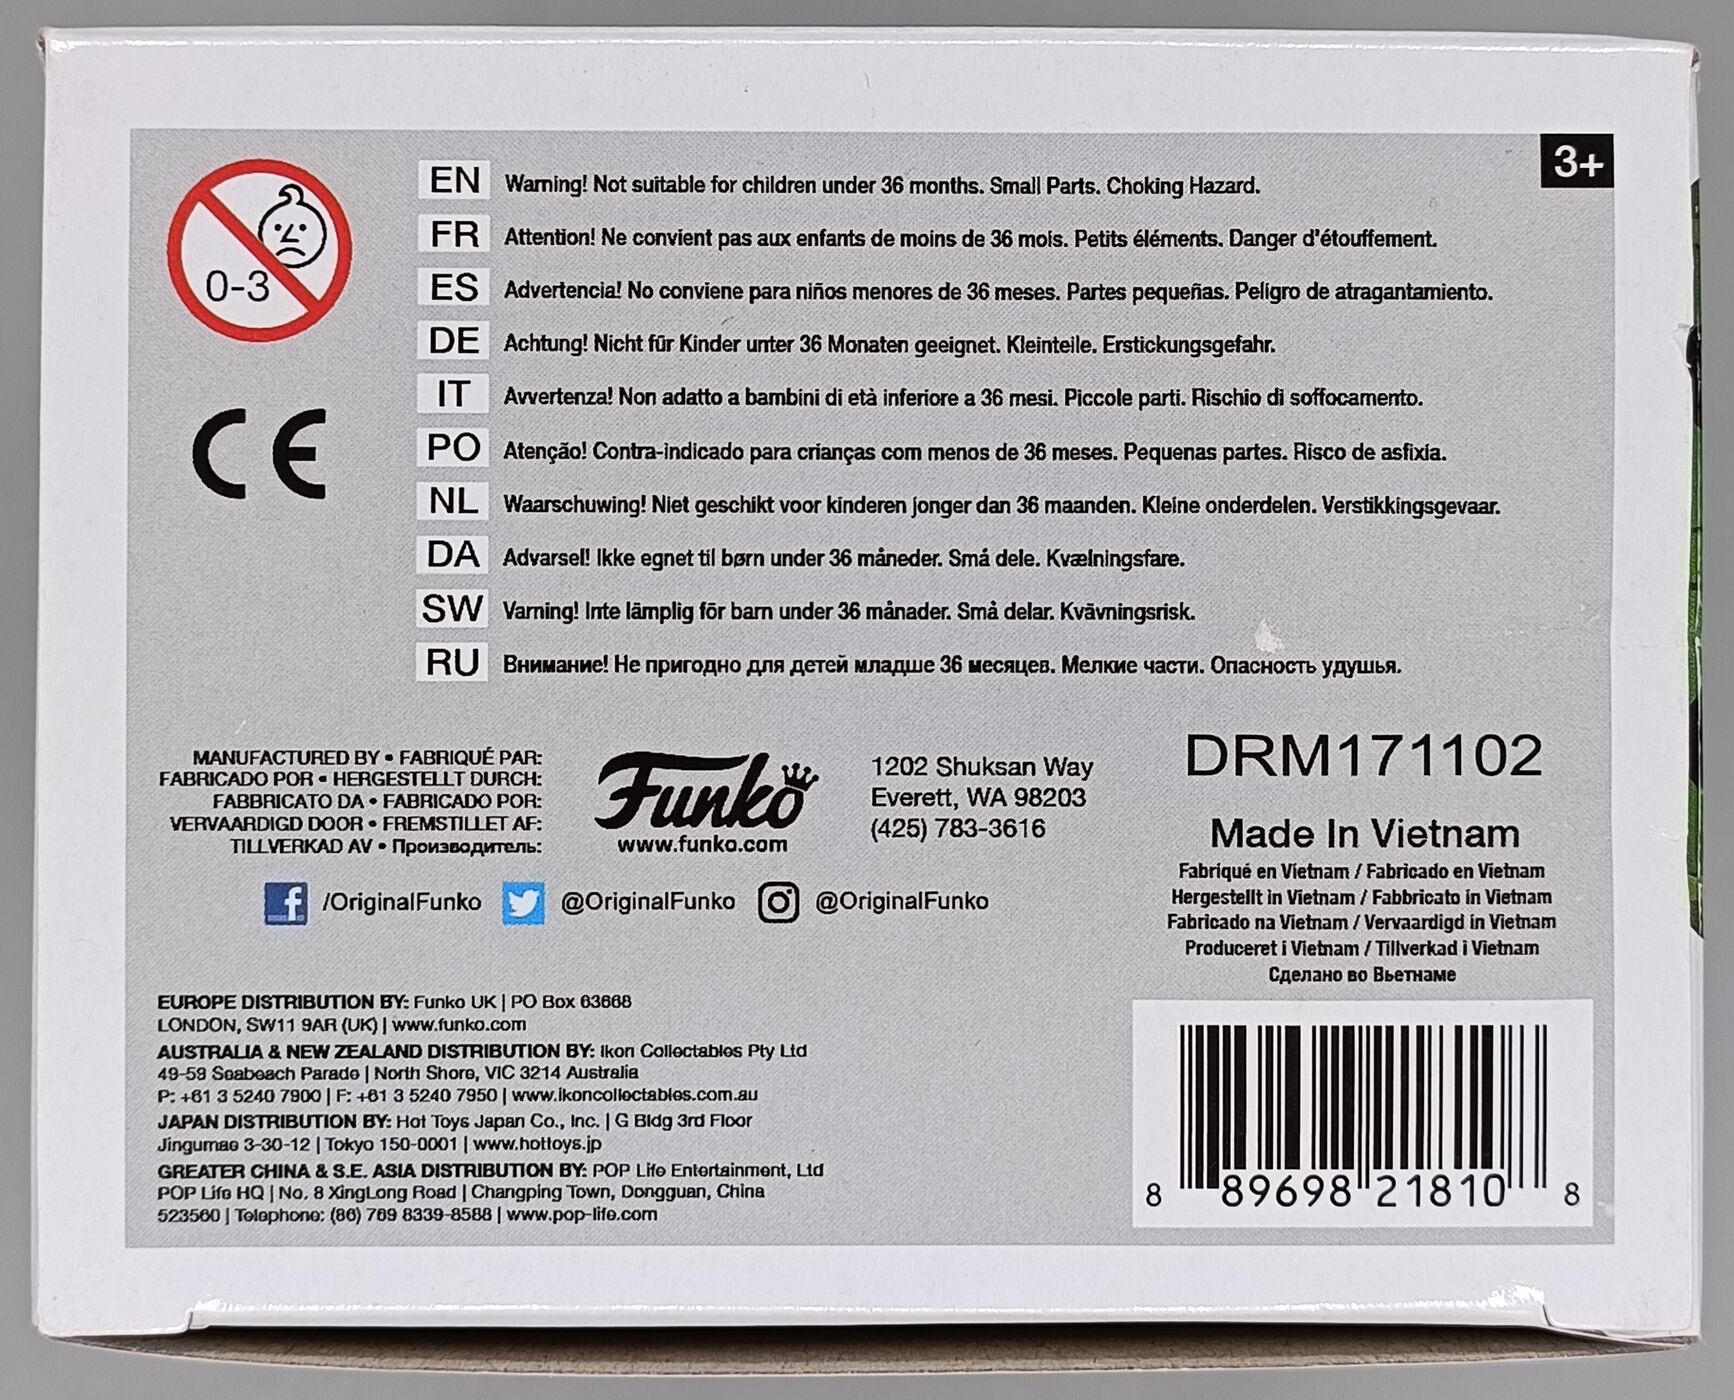 3+
0-3
EN Warning! Not suitable for children under 36 months. Small Parts. Choking Hazard.
FR Attention! Ne convient pas aux enfants de moins de 36 mois. Petits éléments. Danger d'étouffement.
ES Advertencia! No conviene para niños menores de 36 meses. Partes pequeñas. Peligro de atragantamiento.
DE Achtung! Nicht für Kinder unter 36 Monaten geeignet. Kleinteile. Erstickungsgefahr.
IT Avvertenza! Non adatto a bambini di età inferiore a 36 mesi. Piccole parti. Rischio di soffocamento.
PO Atenção! Contra-indicado para crianças com menos de 36 meses. Pequenas partes. Risco de asfixia.
NL Waarschuwing! Niet geschikt voor kinderen jonger dan 36 maanden. Kleine onderdelen. Verstikkingsgevaar.
DA Advarsel! Ikke egnet til børn under 36 måneder. Små dele. Kvælningsfare.
SW Varning! Inte lämplig för barn under 36 månader. Små delar. Kvävningsrisk.
RU Внимание! Не пригодно для детей младше 36 месяцев. Мелкие части. Опасность удушья.
CE
MANUFACTURED BY • FABRIQUÉ PAR:
FABRICADO POR • HERGESTELLT DURCH:
FABBRICATO DA • FABRICADO POR:
VERVAARDIGD DOOR • FREMSTILLET AF:
TILLVERKAD AV • Производитель:
Funko
www.funko.com
1202 Shuksan Way
Everett, WA 98203
(425) 783-3616
/OriginalFunko @OriginalFunko @OriginalFunko
DRM171102
Made In Vietnam
Fabriqué en Vietnam / Fabricado en Vietnam
Hergestellt in Vietnam / Fabbricato in Vietnam
Fabricado na Vietnam / Vervaardigd in Vietnam
Produceret i Vietnam / Tillverkad i Vietnam
Сделано во Вьетнаме
EUROPE DISTRIBUTION BY: Funko UK | PO Box 63668
LONDON, SW11 9AR (UK) | www.funko.com
AUSTRALIA & NEW ZEALAND DISTRIBUTION BY: Ikon Collectables Pty Ltd
49-59 Seabeach Parade | North Shore, VIC 3214 Australia
P: +61 3 5240 7900 | F: +61 3 5240 7950 | www.ikoncollectables.com.au
JAPAN DISTRIBUTION BY: Hot Toys Japan Co., Inc. | G Bldg 3rd Floor
Jingumae 3-30-12 | Tokyo 150-0001 | www.hottoys.jp
GREATER CHINA & S.E. ASIA DISTRIBUTION BY: POP Life Entertainment, Ltd
POP Life HQ | No. 8 XingLong Road | Changping Town, Dongguan, China
523560 | Telephone: (86) 769 8339-8588 | www.pop-life.com
8 89698 21810 8